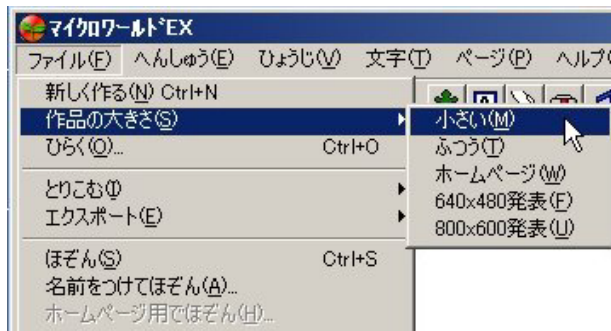 マイクロワールドEX
ファイル(F) へんしゅう(E) ひょうじ(V) 文字(T) ページ(P) ヘルプ(
新しく作る(N) Ctrl+N
作品の大きさ(S)
ひらく(O)... Ctrl+O
とりこむ(I)
エクスポート(E)
ほぞん(S) Ctrl+S
名前をつけてほぞん(A)...
ホームページ用でほぞん(H)...
小さい(M)
ふつう(T)
ホームページ(W)
640x480発表(F)
800x600発表(U)